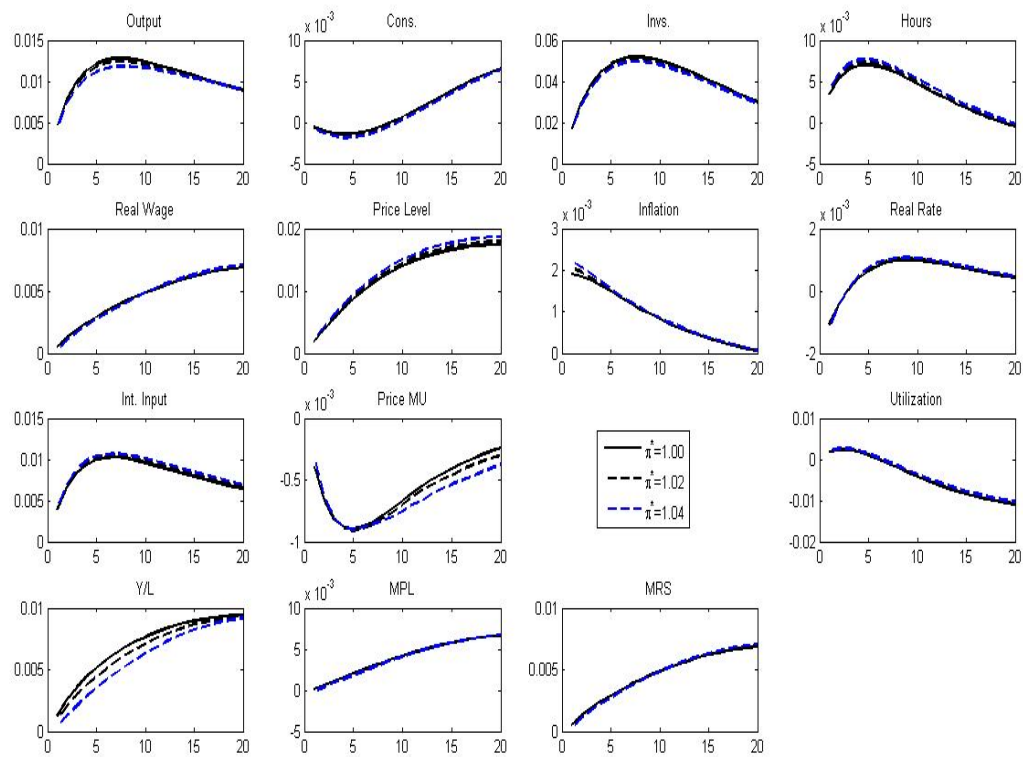 Output
0.015
0.01
0.005
0
0 5 10 15 20
Cons.
x 10⁻³
10
5
0
-5
0 5 10 15 20
Invs.
0.06
0.04
0.02
0
0 5 10 15 20
Hours
x 10⁻³
10
5
0
-5
0 5 10 15 20
Real Wage
0.01
0.005
0
0 5 10 15 20
Price Level
0.02
0.01
0
0 5 10 15 20
Inflation
x 10⁻³
3
2
1
0
0 5 10 15 20
Real Rate
x 10⁻³
2
0
-2
0 5 10 15 20
Int. Input
0.015
0.01
0.005
0
0 5 10 15 20
Price MU
x 10⁻³
0
-0.5
-1
0 5 10 15 20
π*=1.00
π*=1.02
π*=1.04
Utilization
0.01
0
-0.01
-0.02
0 5 10 15 20
Y/L
0.01
0.005
0
0 5 10 15 20
MPL
x 10⁻³
10
5
0
-5
0 5 10 15 20
MRS
0.01
0.005
0
0 5 10 15 20